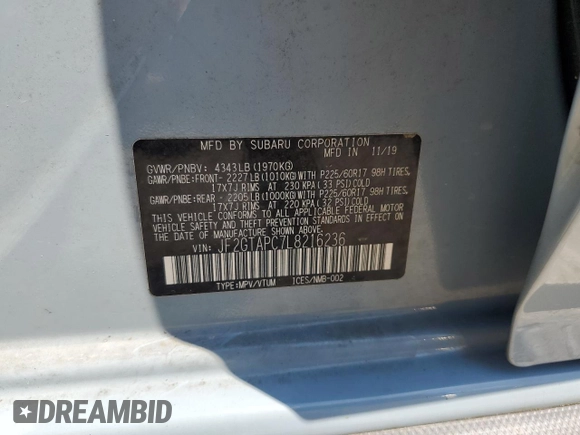 MFD BY SUBARU CORPORATION
MFD IN 11/19
GVWR/PNBV: 4343LB(1970KG)
GAWR/PNBE:FRONT- 2227LB(1010KG)WITH P225/60R17 98H TIRES,
17X7J RIMS AT 230 KPA(33 PSI)COLD
GAWR/PNBE:REAR - 2205LB(1000KG)WITH P225/60R17 98H TIRES,
17X7J RIMS AT 220 KPA(32 PSI)COLD
THIS VEHICLE CONFORMS TO ALL APPLICABLE FEDERAL MOTOR
VEHICLE SAFETY AND THEFT PREVENTION STANDARDS IN EFFECT ON
THE DATE OF MANUFACTURE SHOWN ABOVE.
VIN: JF2GTAPC7L8216236
TYPE:MPV/VTUM ICES/NMB-002
DREAMBID